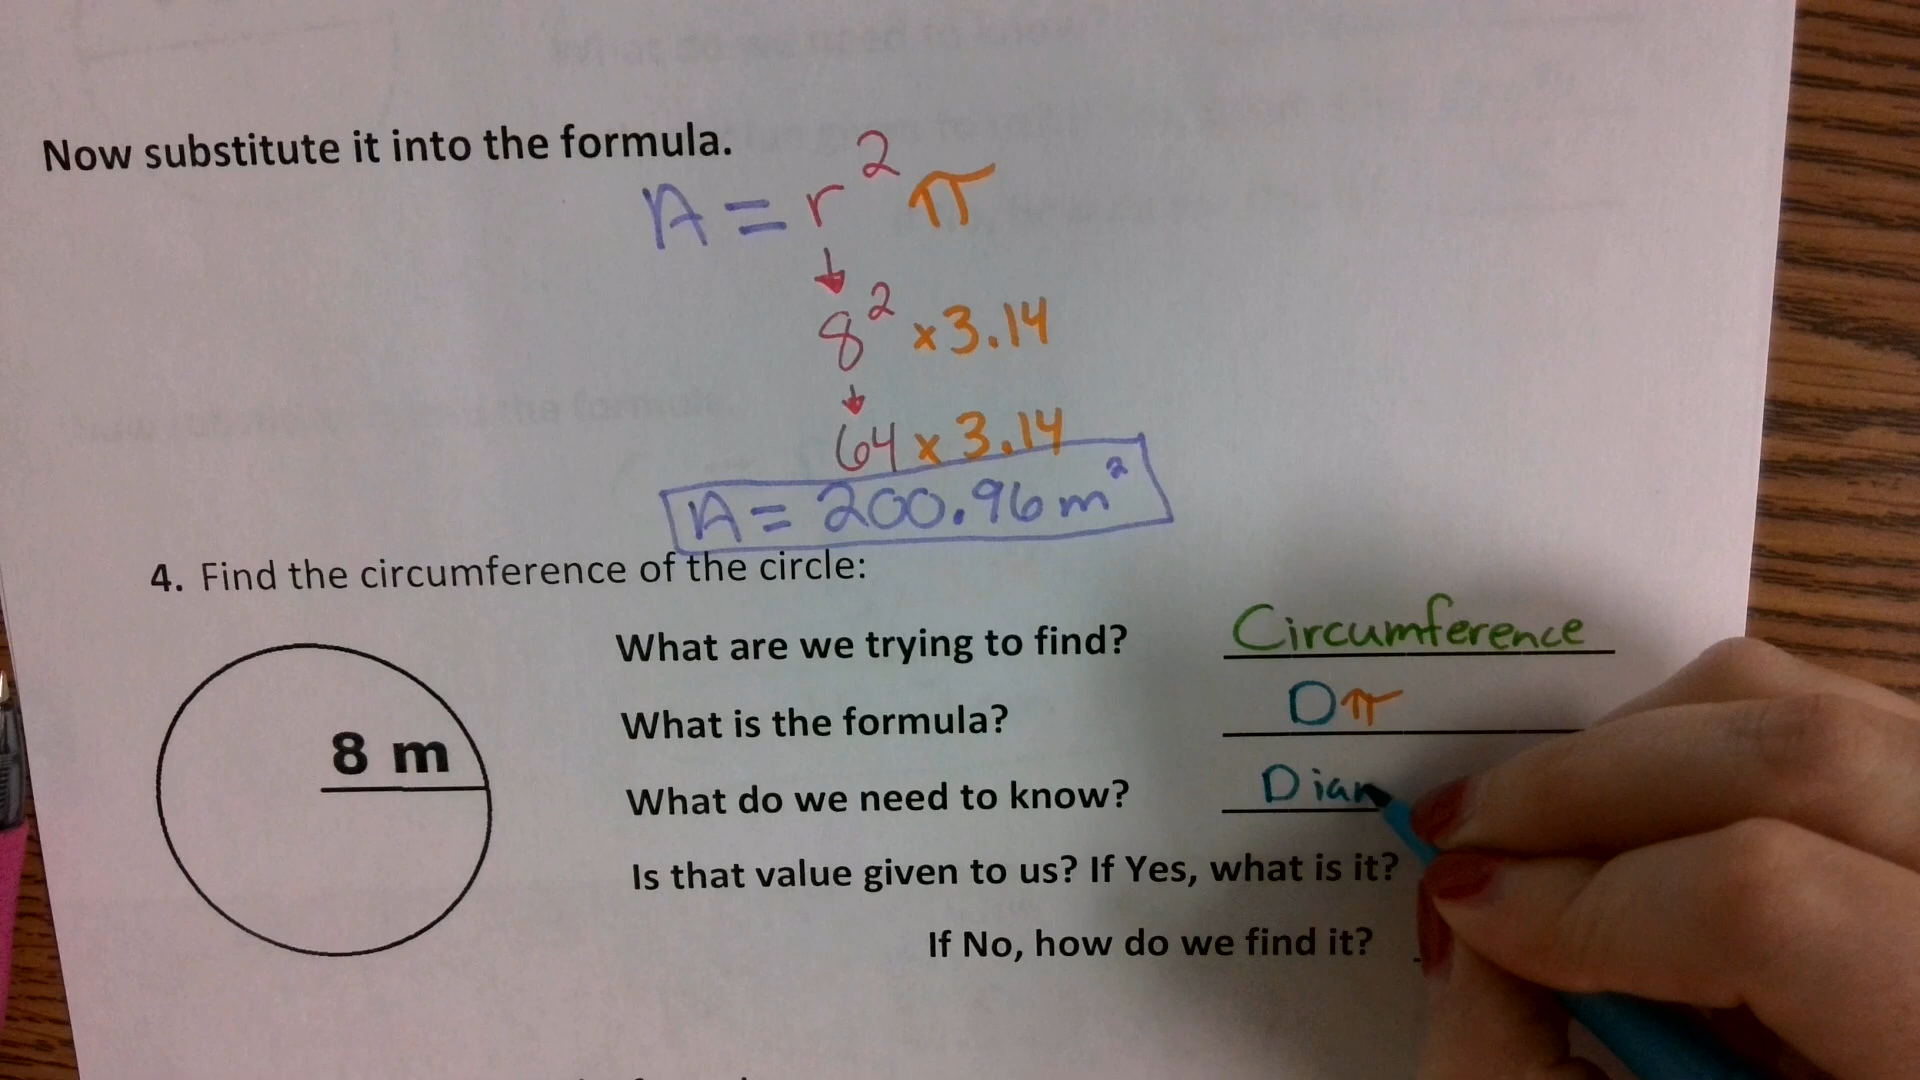 Now substitute it into the formula.
A = r² π
8² × 3.14
64 × 3.14
A = 200.96 m²
4. Find the circumference of the circle:
8 m
What are we trying to find? Circumference
What is the formula? Dπ
What do we need to know? Diam
Is that value given to us? If Yes, what is it?
If No, how do we find it?